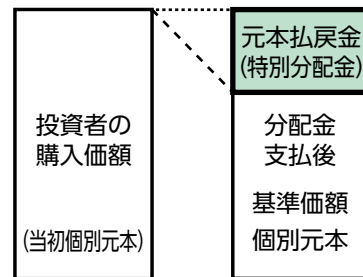 投資者の
購入価額
(当初個別元本)
元本払戻金
(特別分配金)
分配金
支払後
基準価額
個別元本